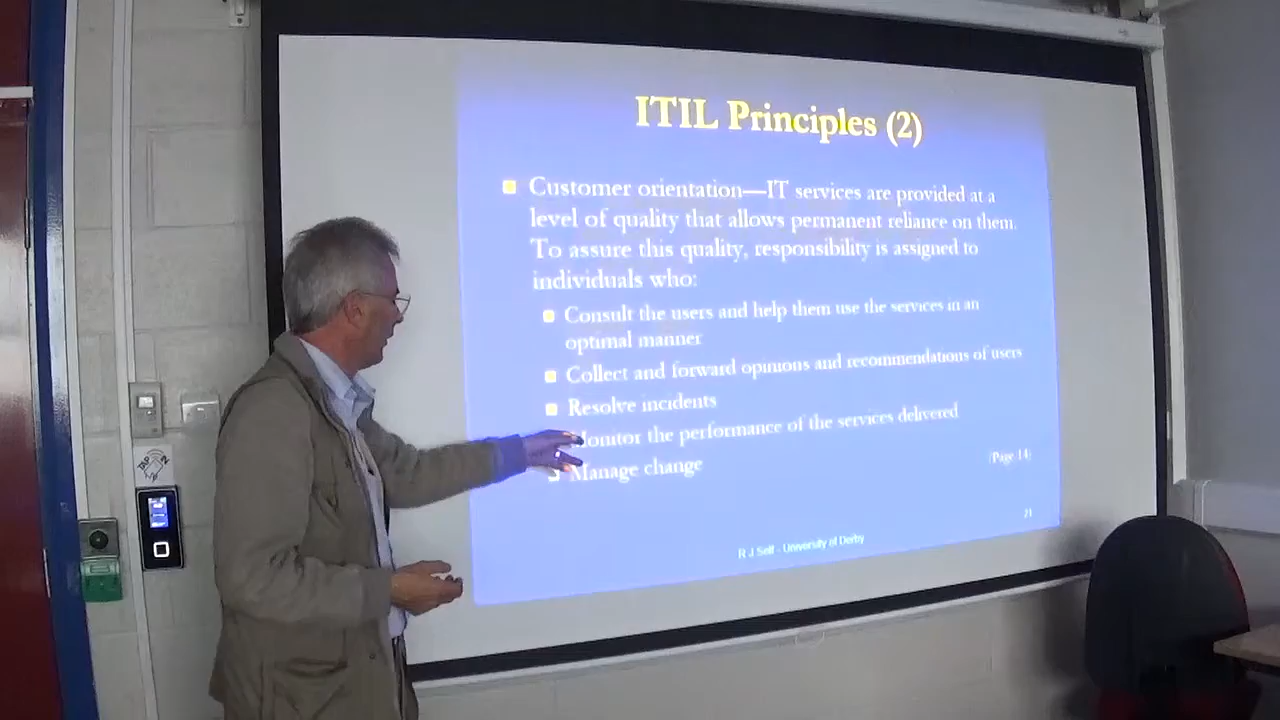 ITIL Principles (2)
Customer orientation—IT services are provided at a
level of quality that allows permanent reliance on them.
To assure this quality, responsibility is assigned to
individuals who:
Consult the users and help them use the services in an
optimal manner
Collect and forward opinions and recommendations of users
Resolve incidents
Monitor the performance of the services delivered
Manage change
(Page 14)
21
R J Self - University of Derby
TAP ON